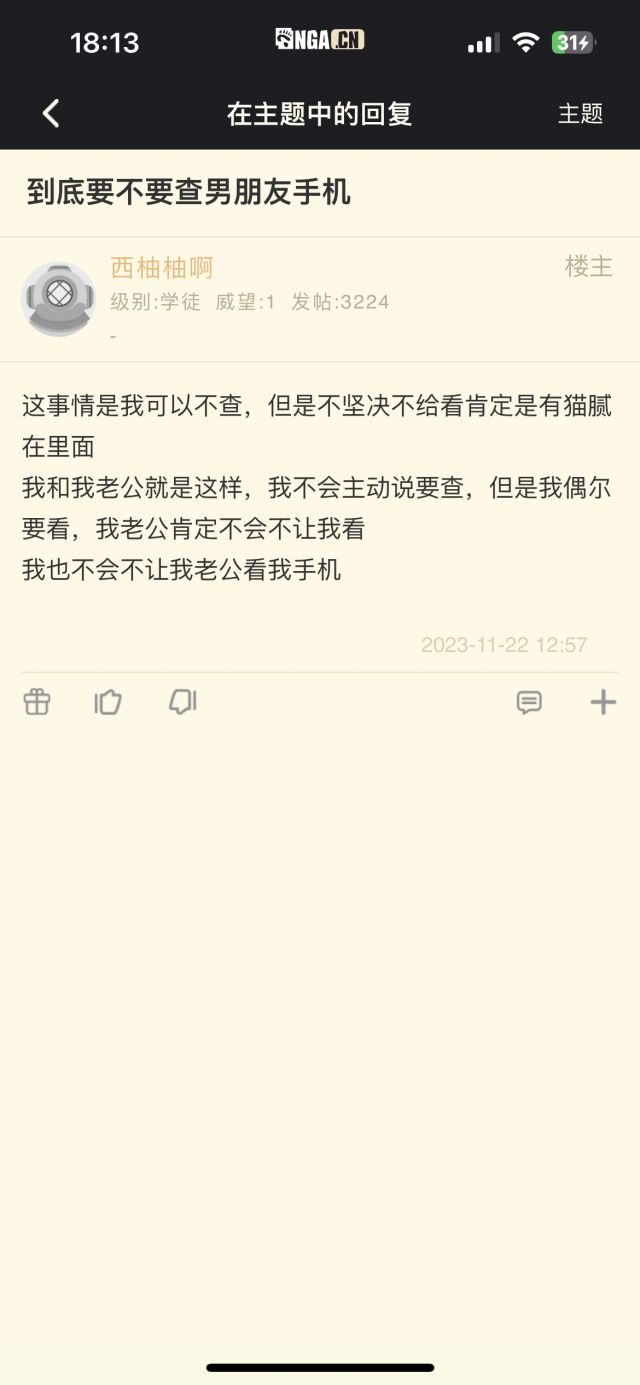 18:13
NGA.CN
31
在主题中的回复
主题
到底要不要查男朋友手机
西柚柚啊
楼主
级别:学徒 威望:1 发帖:3224
-
这事情是我可以不查，但是不坚决不给看肯定是有猫腻
在里面
我和我老公就是这样，我不会主动说要查，但是我偶尔
要看，我老公肯定不会不让我看
我也不会不让我老公看我手机
2023-11-22 12:57